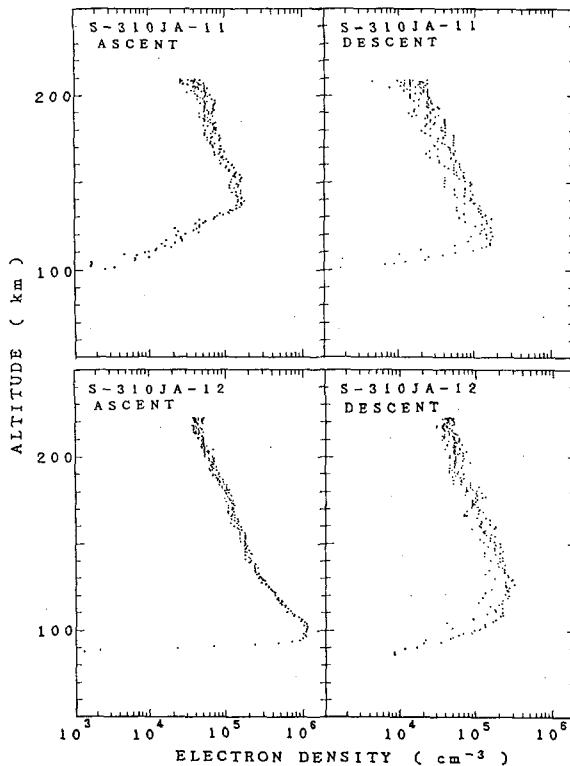 S-310JA-11
ASCENT
S-310JA-11
DESCENT
200
100
S-310JA-12
ASCENT
S-310JA-12
DESCENT
200
100
ALTITUDE ( km )
10³ 10⁴ 10⁵ 10⁶ 10⁴ 10⁵ 10⁶
ELECTRON DENSITY ( cm⁻³ )